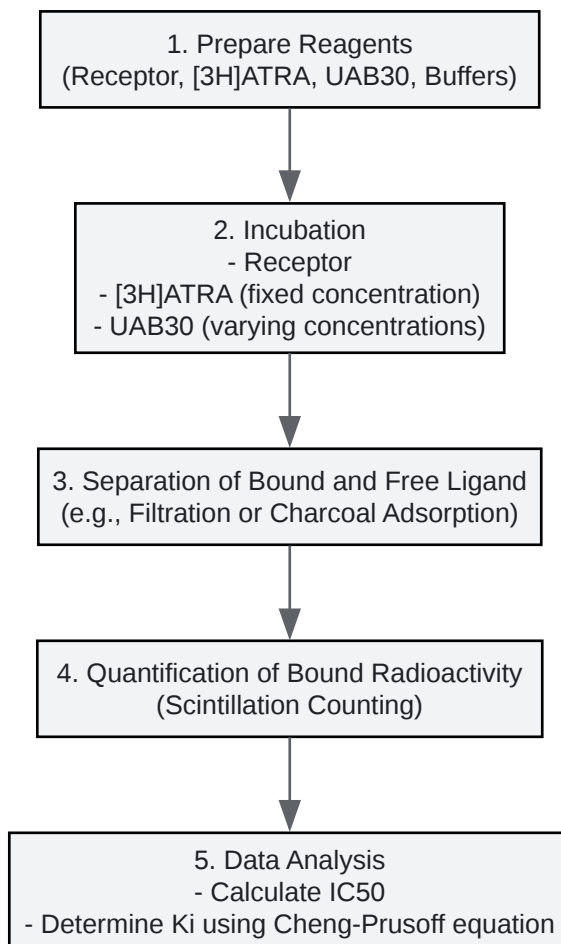 1. Prepare Reagents
(Receptor, [3H]ATRA, UAB30, Buffers)
2. Incubation
- Receptor
- [3H]ATRA (fixed concentration)
- UAB30 (varying concentrations)
3. Separation of Bound and Free Ligand
(e.g., Filtration or Charcoal Adsorption)
4. Quantification of Bound Radioactivity
(Scintillation Counting)
5. Data Analysis
- Calculate IC50
- Determine Ki using Cheng-Prusoff equation